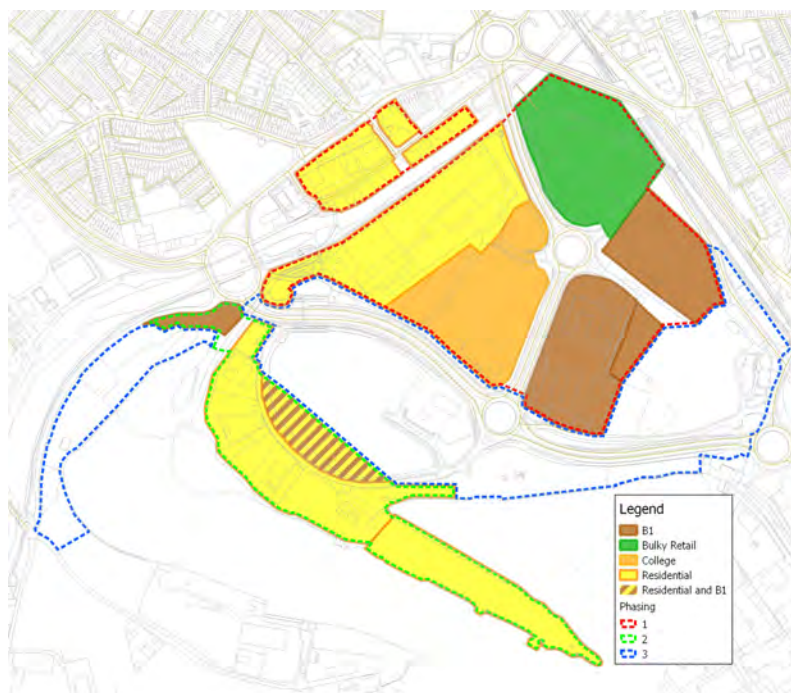 Legend
B1
Bulky Retail
College
Residential
Residential and B1
Phasing
1
2
3